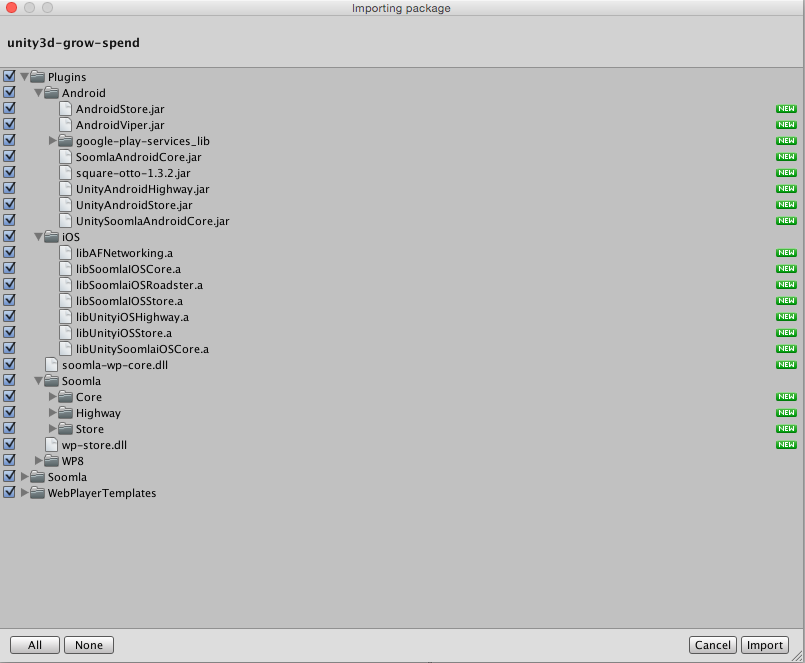 Importing package
unity3d-grow-spend
Plugins
Android
AndroidStore.jar NEW
AndroidViper.jar NEW
google-play-services_lib NEW
SoomlaAndroidCore.jar NEW
square-otto-1.3.2.jar NEW
UnityAndroidHighway.jar NEW
UnityAndroidStore.jar NEW
UnitySoomlaAndroidCore.jar NEW
iOS
libAFNetworking.a NEW
libSoomlaIOSCore.a NEW
libSoomlaiOSRoadster.a NEW
libSoomlaIOSStore.a NEW
libUnityiOSHighway.a NEW
libUnityiOSStore.a NEW
libUnitySoomlaiOSCore.a NEW
soomla-wp-core.dll NEW
Soomla
Core NEW
Highway NEW
Store NEW
wp-store.dll NEW
WP8
Soomla
WebPlayerTemplates
All None Cancel Import